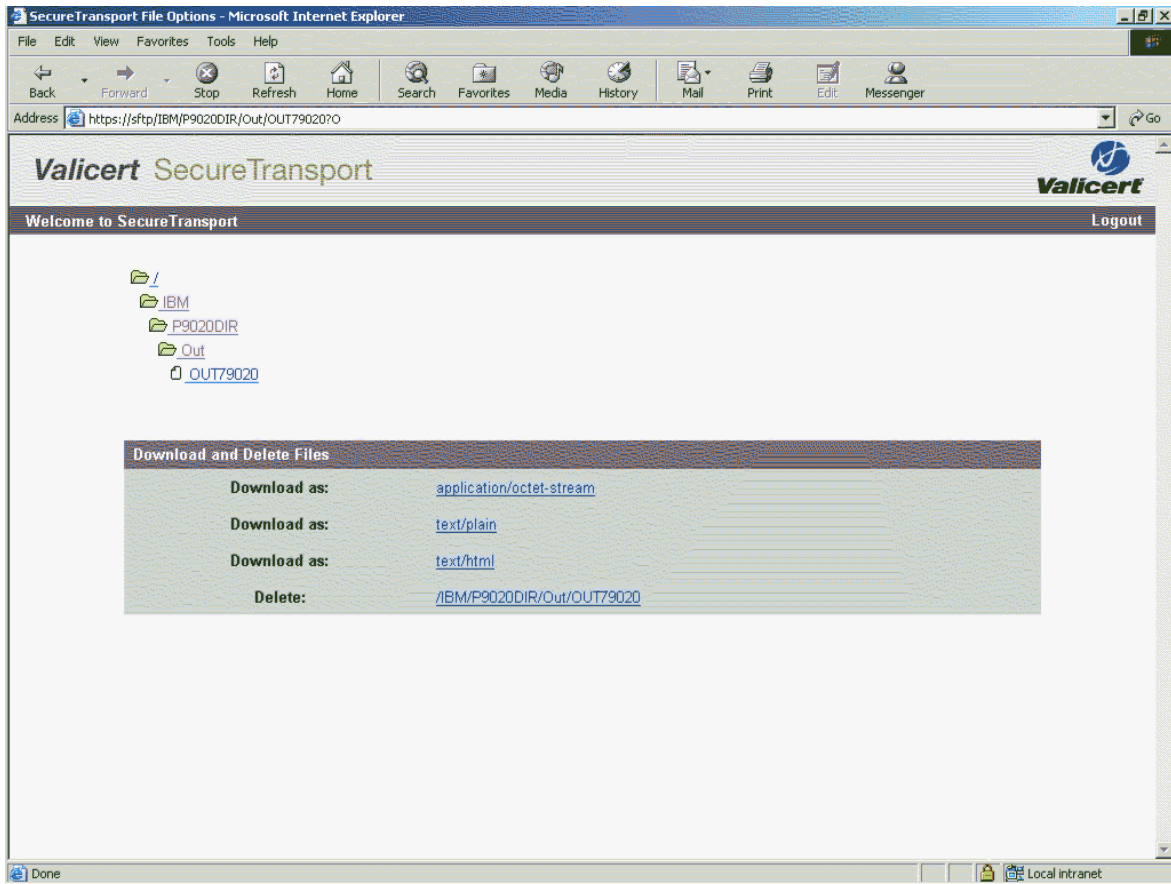 SecureTransport File Options - Microsoft Internet Explorer
File Edit View Favorites Tools Help
Back Forward Stop Refresh Home Search Favorites Media History Mail Print Edit Messenger
Address https://sftp/IBM/P9020DIR/Out/OUT79020?O Go
Valicert SecureTransport
Valicert
Welcome to SecureTransport Logout
/
IBM
P9020DIR
Out
OUT79020
Download and Delete Files
Download as: application/octet-stream
Download as: text/plain
Download as: text/html
Delete: /IBM/P9020DIR/Out/OUT79020
Done Local intranet